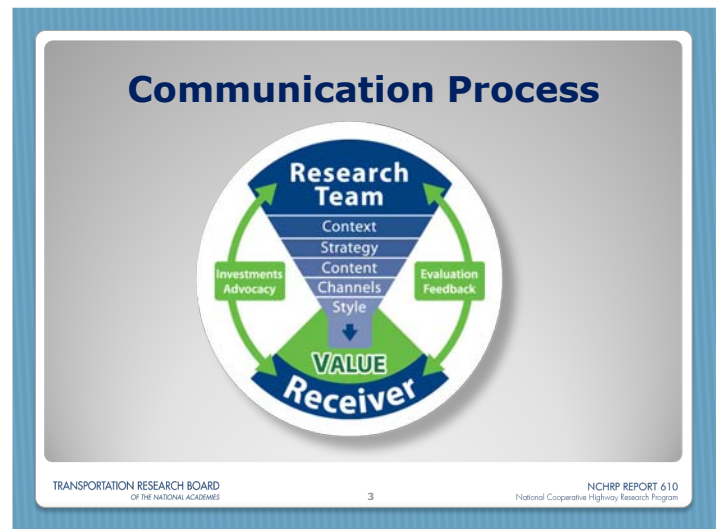 Communication Process
Research
Team
Context
Strategy
Content
Channels
Style
Investments
Advocacy
Evaluation
Feedback
VALUE
Receiver
TRANSPORTATION RESEARCH BOARD
OF THE NATIONAL ACADEMIES
3
NCHRP REPORT 610
National Cooperative Highway Research Program